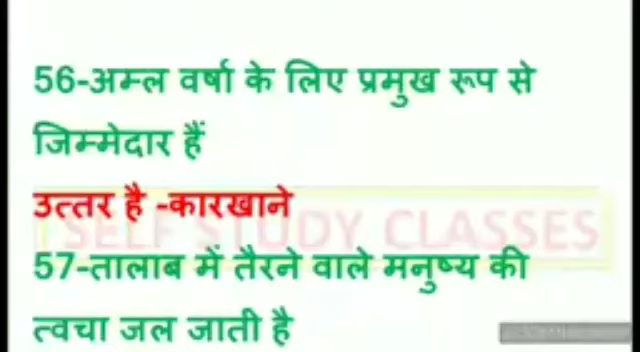 56-अम्ल वर्षा के लिए प्रमुख रूप से
जिम्मेदार हैं
उत्तर है -कारखाने
SELF STUDY CLASSES
57-तालाब में तैरने वाले मनुष्य की
त्वचा जल जाती है